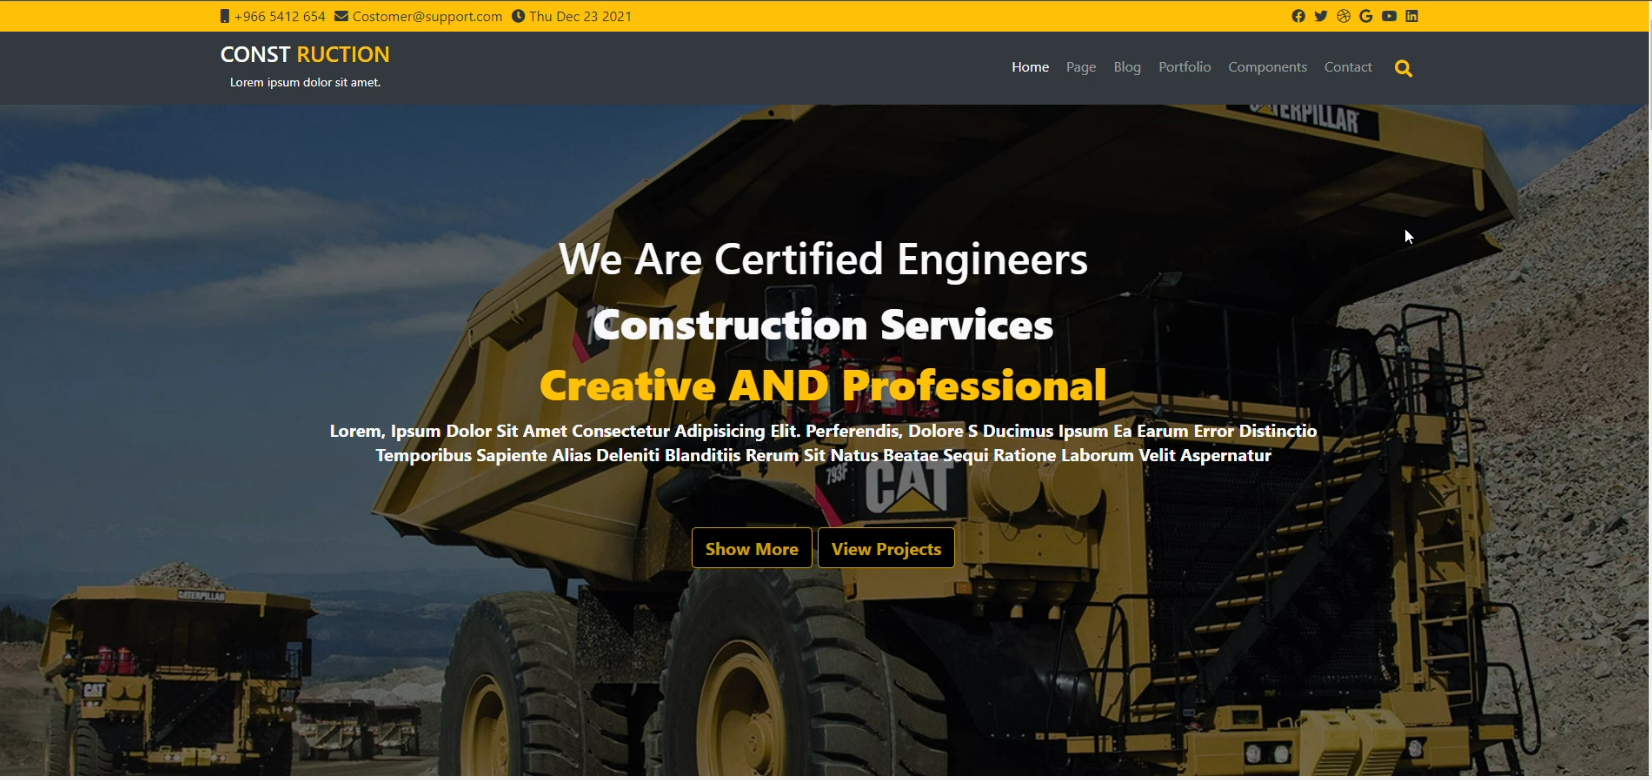 +966 5412 654 Costomer@support.com Thu Dec 23 2021
CONST RUCTION
Lorem ipsum dolor sit amet.
Home Page Blog Portfolio Components Contact
We Are Certified Engineers
Construction Services
Creative AND Professional
Lorem, Ipsum Dolor Sit Amet Consectetur Adipisicing Elit. Perferendis, Dolore S Ducimus Ipsum Ea Earum Error Distinctio
Temporibus Sapiente Alias Deleniti Blanditiis Rerum Sit Natus Beatae Sequi Ratione Laborum Velit Aspernatur
Show More View Projects
CATERPILLAR
793F
CAT
CATERPILLAR
CAT